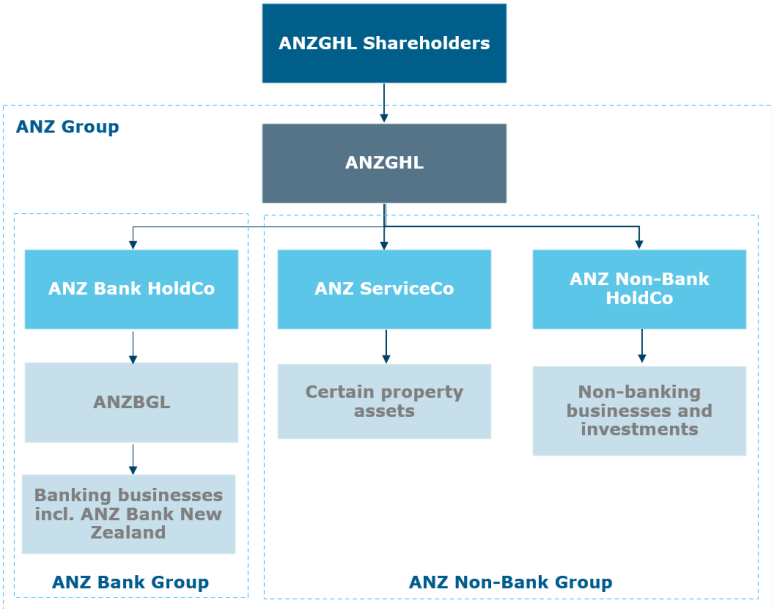 ANZGHL Shareholders
ANZ Group
ANZGHL
ANZ Bank HoldCo
ANZ ServiceCo
ANZ Non-Bank
HoldCo
ANZBGL
Certain property
assets
Non-banking
businesses and
investments
Banking businesses
incl. ANZ Bank New
Zealand
ANZ Bank Group
ANZ Non-Bank Group